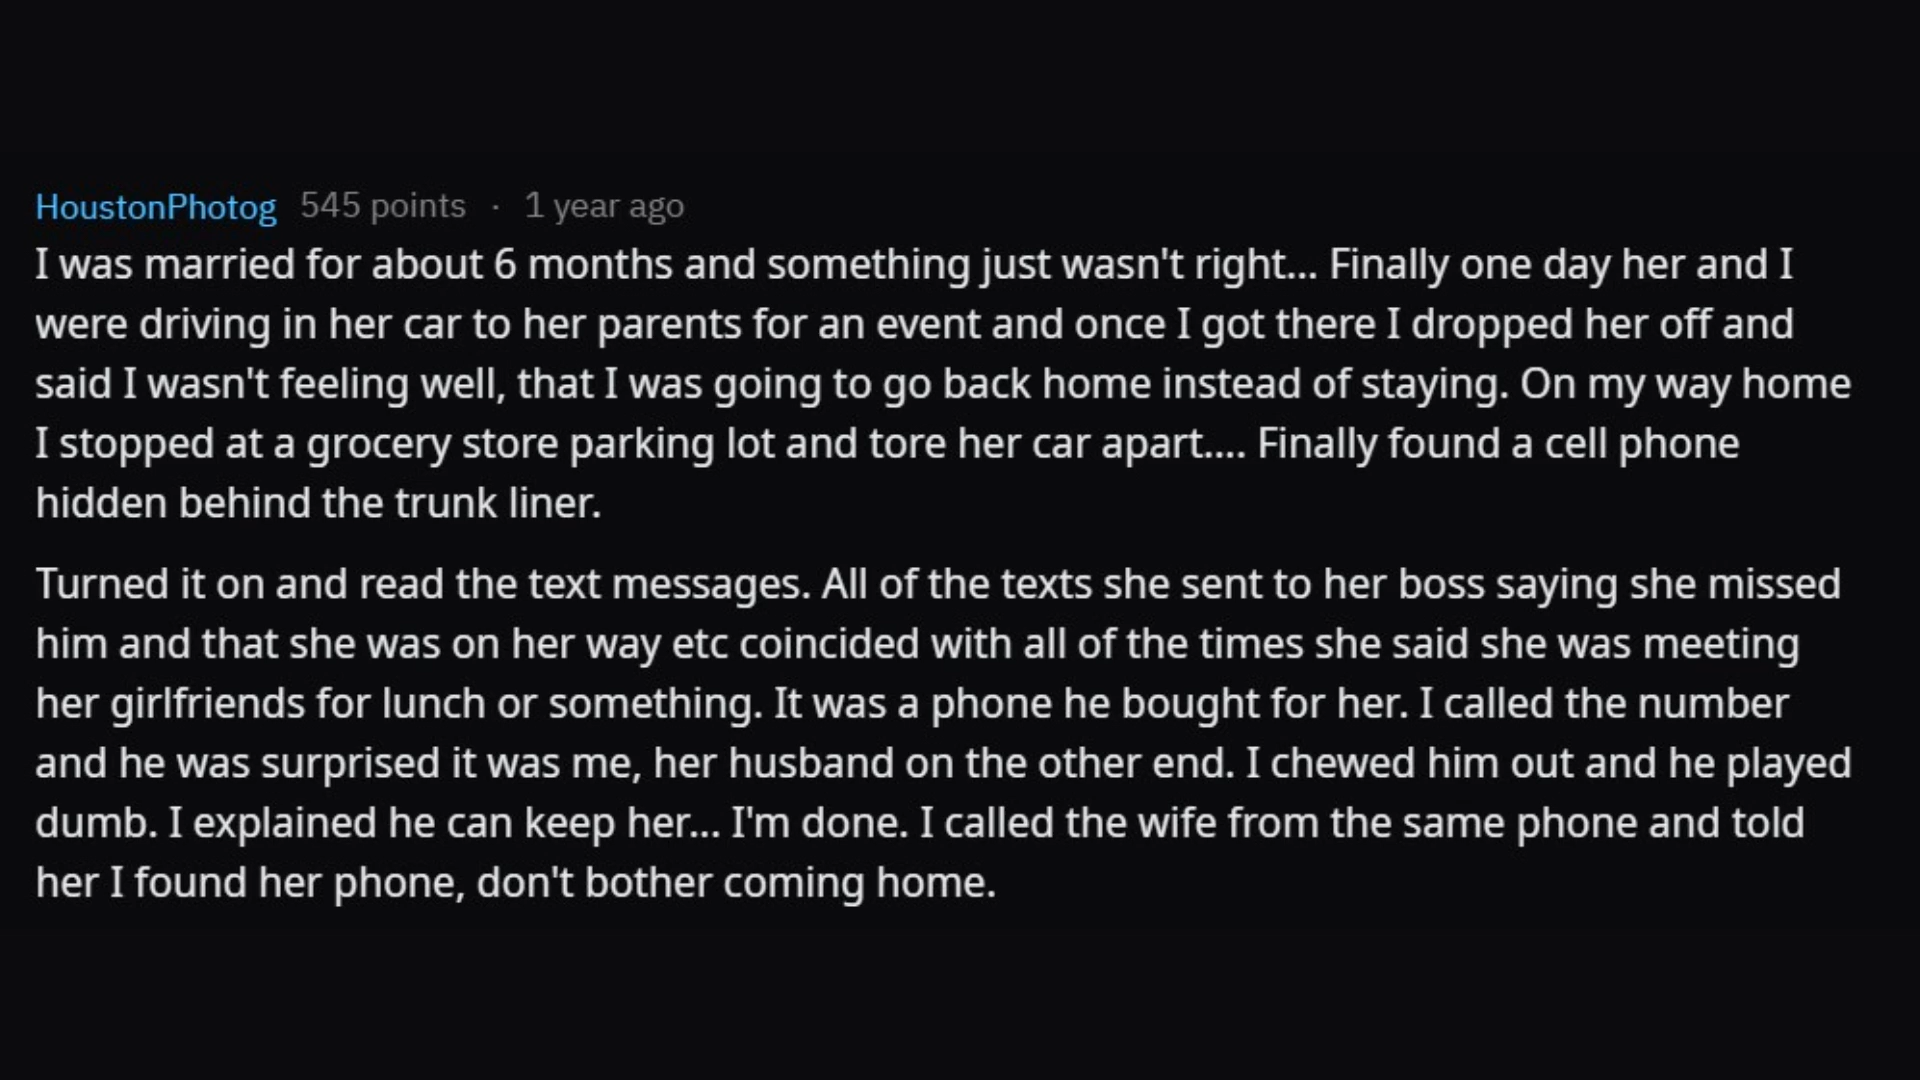 HoustonPhotog 545 points · 1 year ago
I was married for about 6 months and something just wasn't right... Finally one day her and I
were driving in her car to her parents for an event and once I got there I dropped her off and
said I wasn't feeling well, that I was going to go back home instead of staying. On my way home
I stopped at a grocery store parking lot and tore her car apart.... Finally found a cell phone
hidden behind the trunk liner.
Turned it on and read the text messages. All of the texts she sent to her boss saying she missed
him and that she was on her way etc coincided with all of the times she said she was meeting
her girlfriends for lunch or something. It was a phone he bought for her. I called the number
and he was surprised it was me, her husband on the other end. I chewed him out and he played
dumb. I explained he can keep her... I'm done. I called the wife from the same phone and told
her I found her phone, don't bother coming home.